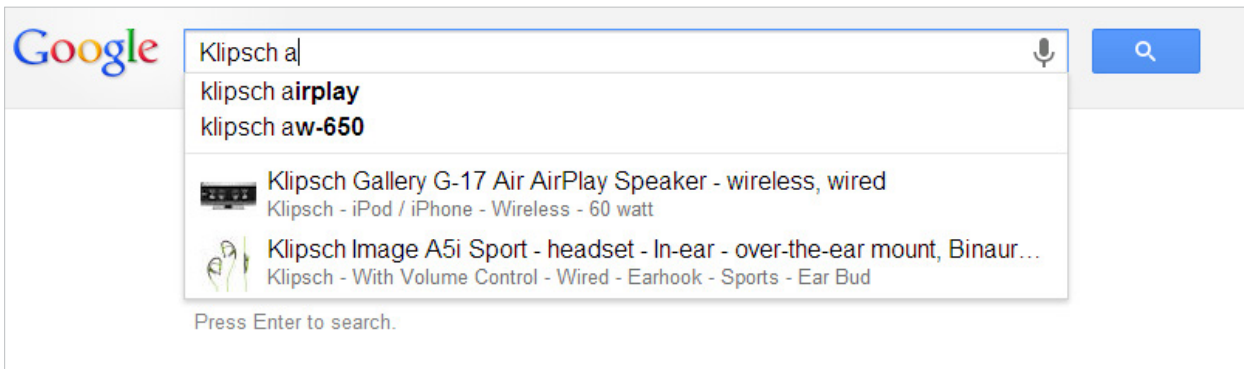 Google
Klipsch a
klipsch airplay
klipsch aw-650
Klipsch Gallery G-17 Air AirPlay Speaker - wireless, wired
Klipsch - iPod / iPhone - Wireless - 60 watt
Klipsch Image A5i Sport - headset - In-ear - over-the-ear mount, Binaur…
Klipsch - With Volume Control - Wired - Earhook - Sports - Ear Bud
Press Enter to search.